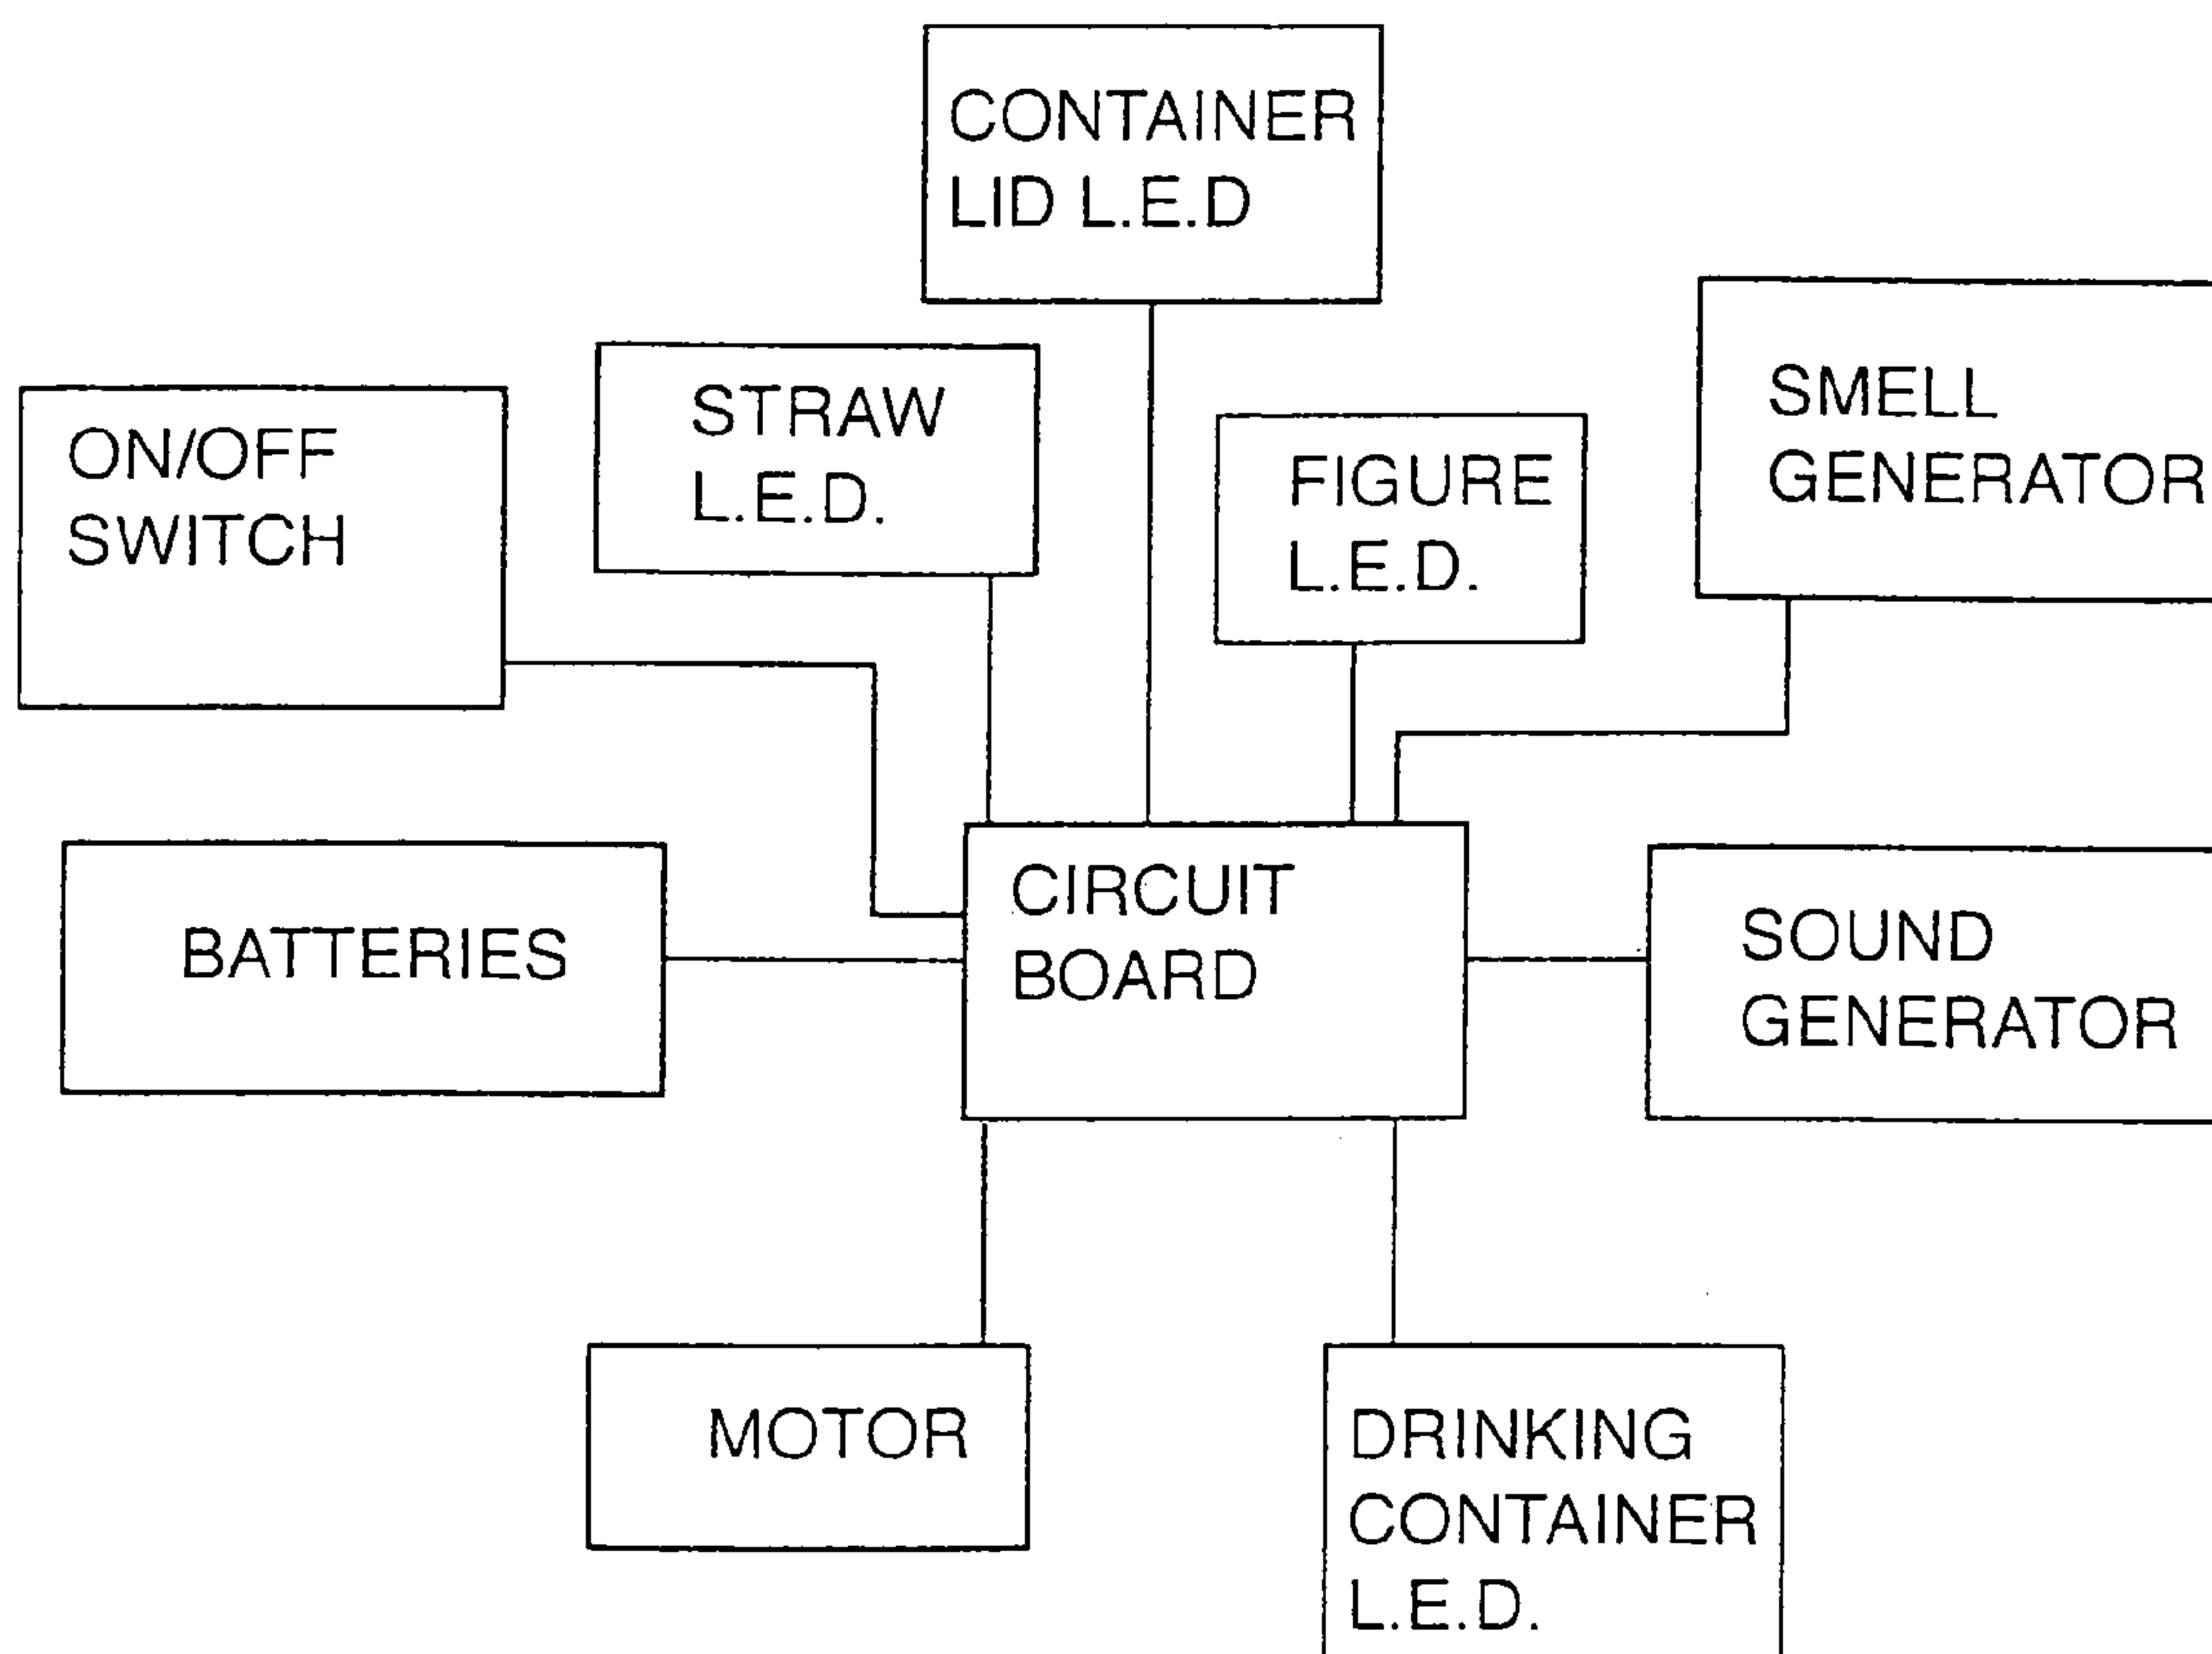 CONTAINER
LID L.E.D
STRAW
L.E.D.
ON/OFF
SWITCH
FIGURE
L.E.D.
SMELL
GENERATOR
BATTERIES
CIRCUIT
BOARD
SOUND
GENERATOR
MOTOR
DRINKING
CONTAINER
L.E.D.